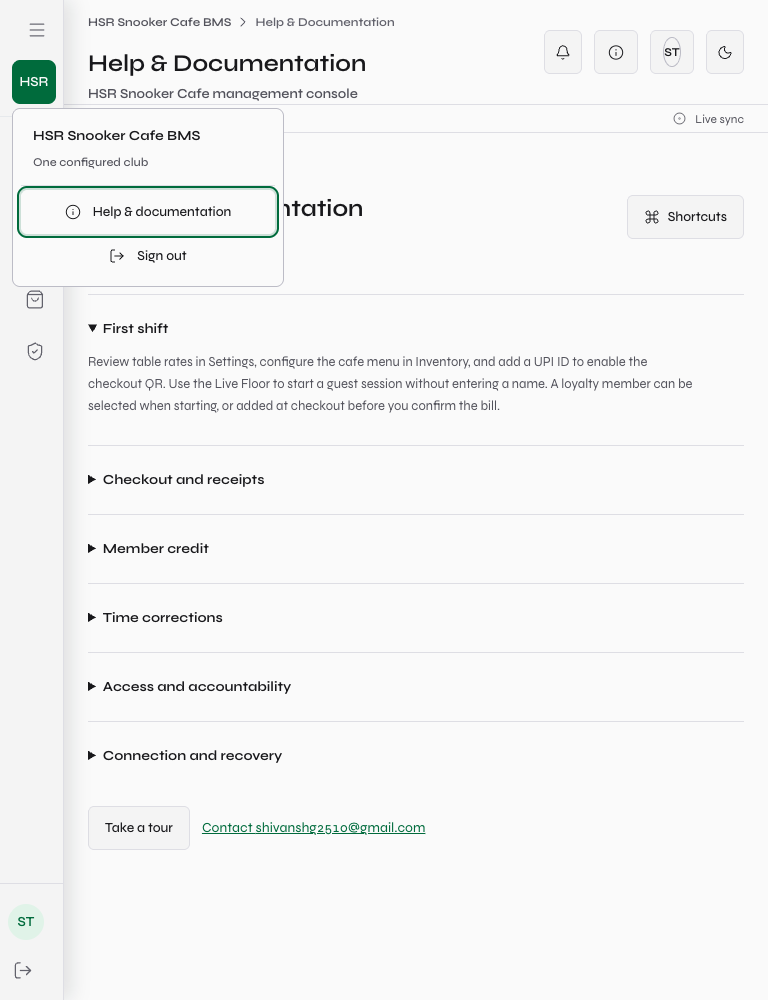 HSR Snooker Cafe BMS > Help & Documentation
Help & Documentation
HSR Snooker Cafe management console
ST
HSR
Live sync
HSR Snooker Cafe BMS
One configured club
Help & documentation
Sign out
ntation
Shortcuts
First shift
Review table rates in Settings, configure the cafe menu in Inventory, and add a UPI ID to enable the
checkout QR. Use the Live Floor to start a guest session without entering a name. A loyalty member can be
selected when starting, or added at checkout before you confirm the bill.
Checkout and receipts
Member credit
Time corrections
Access and accountability
Connection and recovery
Take a tour
Contact shivanshg2510@gmail.com
ST